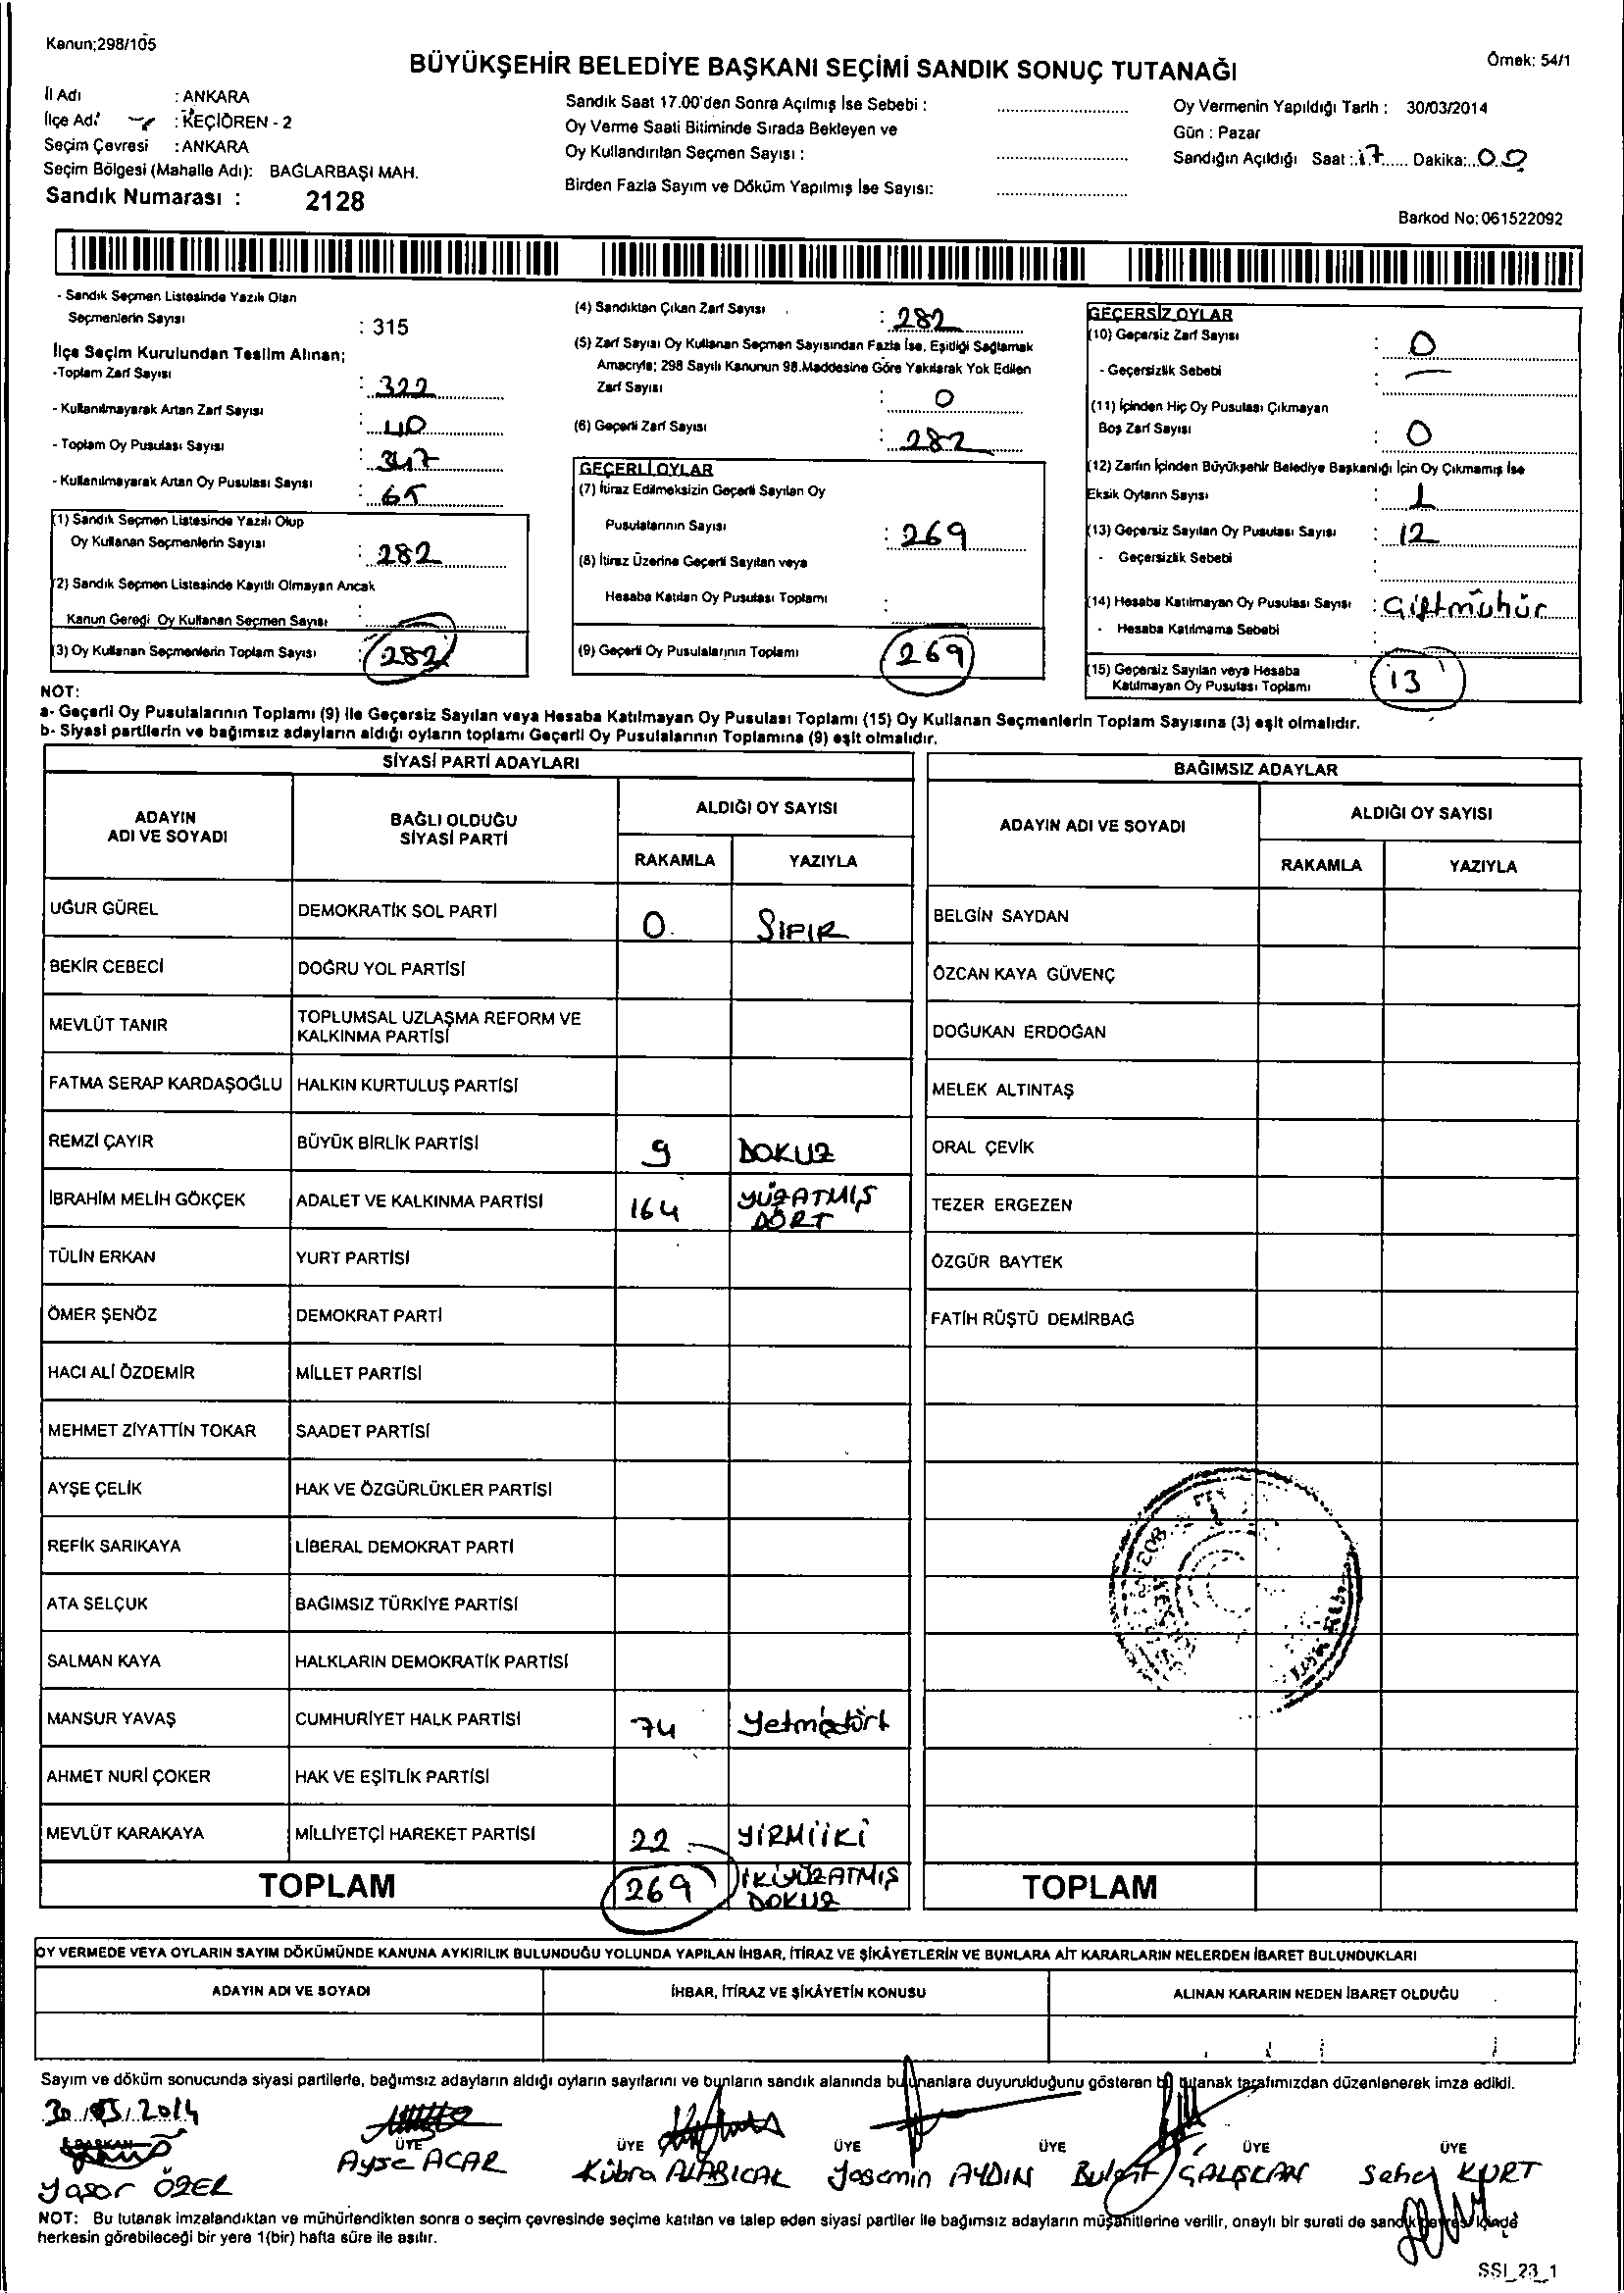 Kanun;298/105
BÜYÜKŞEHİR BELEDİYE BAŞKANI SEÇİMİ SANDIK SONUÇ TUTANAĞI
Örnek: 54/1
İl Adı : ANKARA
İlçe Adı : KEÇİÖREN - 2
Seçim Çevresi : ANKARA
Seçim Bölgesi (Mahalle Adı): BAĞLARBAŞI MAH.
Sandık Numarası : 2128
Sandık Saat 17.00'den Sonra Açılmış İse Sebebi :
Oy Verme Saati Bitiminde Sırada Bekleyen ve
Oy Kullandırılan Seçmen Sayısı :
Birden Fazla Sayım ve Döküm Yapılmış İse Sayısı:
Oy Vermenin Yapıldığı Tarih : 30/03/2014
Gün : Pazar
Sandığın Açıldığı Saat : 17 Dakika: 00
Barkod No: 061522092
- Sandık Seçmen Listesinde Yazılı Olan
Seçmenlerin Sayısı : 315
İlçe Seçim Kurulundan Teslim Alınan;
-Toplam Zarf Sayısı : 322
- Kullanılmayarak Artan Zarf Sayısı : 40
- Toplam Oy Pusulası Sayısı : 347
- Kullanılmayarak Artan Oy Pusulası Sayısı : 65
(1) Sandık Seçmen Listesinde Yazılı Olup
Oy Kullanan Seçmenlerin Sayısı : 282
(2) Sandık Seçmen Listesinde Kayıtlı Olmayan Ancak
Kanun Gereği Oy Kullanan Seçmen Sayısı :
(3) Oy Kullanan Seçmenlerin Toplam Sayısı : 282
(4) Sandıktan Çıkan Zarf Sayısı : 282
(5) Zarf Sayısı Oy Kullanan Seçmen Sayısından Fazla İse, Eşitliği Sağlamak
Amacıyla; 298 Sayılı Kanunun 98.Maddesine Göre Yakılarak Yok Edilen
Zarf Sayısı : 0
(6) Geçerli Zarf Sayısı : 282
GEÇERLİ OYLAR
(7) İtiraz Edilmeksizin Geçerli Sayılan Oy
Pusulalarının Sayısı : 269
(8) İtiraz Üzerine Geçerli Sayılan veya
Hesaba Katılan Oy Pusulası Toplamı :
(9) Geçerli Oy Pusulalarının Toplamı 269
GEÇERSİZ OYLAR
(10) Geçersiz Zarf Sayısı : 0
- Geçersizlik Sebebi : —
(11) İçinden Hiç Oy Pusulası Çıkmayan
Boş Zarf Sayısı : 0
(12) Zarfın İçinden Büyükşehir Belediye Başkanlığı İçin Oy Çıkmamış İse
Eksik Oyların Sayısı : 1
(13) Geçersiz Sayılan Oy Pusulası Sayısı : 12
- Geçersizlik Sebebi :
(14) Hesaba Katılmayan Oy Pusulası Sayısı : Çiftmühür
- Hesaba Katılmama Sebebi :
(15) Geçersiz Sayılan veya Hesaba
Katılmayan Oy Pusulası Toplamı : 13
NOT:
a- Geçerli Oy Pusulalarının Toplamı (9) ile Geçersiz Sayılan veya Hesaba Katılmayan Oy Pusulası Toplamı (15) Oy Kullanan Seçmenlerin Toplam Sayısına (3) eşit olmalıdır.
b- Siyasi partilerin ve bağımsız adayların aldığı oyların toplamı Geçerli Oy Pusulalarının Toplamına (9) eşit olmalıdır.
SİYASİ PARTİ ADAYLARI
ADAYIN ADI VE SOYADI BAĞLI OLDUĞU SİYASİ PARTİ ALDIĞI OY SAYISI
RAKAMLA YAZIYLA
UĞUR GÜREL DEMOKRATİK SOL PARTİ 0 SIFIR
BEKİR CEBECİ DOĞRU YOL PARTİSİ
MEVLÜT TANIR TOPLUMSAL UZLAŞMA REFORM VE
KALKINMA PARTİSİ
FATMA SERAP KARDAŞOĞLU HALKIN KURTULUŞ PARTİSİ
REMZİ ÇAYIR BÜYÜK BİRLİK PARTİSİ 9 DOKUZ
İBRAHİM MELİH GÖKÇEK ADALET VE KALKINMA PARTİSİ 164 YÜZATMIŞ
DÖRT
TÜLİN ERKAN YURT PARTİSİ
ÖMER ŞENÖZ DEMOKRAT PARTİ
HACI ALİ ÖZDEMİR MİLLET PARTİSİ
MEHMET ZİYATTİN TOKAR SAADET PARTİSİ
AYŞE ÇELİK HAK VE ÖZGÜRLÜKLER PARTİSİ
REFİK SARIKAYA LİBERAL DEMOKRAT PARTİ
ATA SELÇUK BAĞIMSIZ TÜRKİYE PARTİSİ
SALMAN KAYA HALKLARIN DEMOKRATİK PARTİSİ
MANSUR YAVAŞ CUMHURİYET HALK PARTİSİ 74 Yetmişdört
AHMET NURİ ÇOKER HAK VE EŞİTLİK PARTİSİ
MEVLÜT KARAKAYA MİLLİYETÇİ HAREKET PARTİSİ 22 YİRMİİKİ
TOPLAM 269 İKİYÜZATMIŞ
DOKUZ
BAĞIMSIZ ADAYLAR
ADAYIN ADI VE SOYADI ALDIĞI OY SAYISI
RAKAMLA YAZIYLA
BELGİN SAYDAN
ÖZCAN KAYA GÜVENÇ
DOĞUKAN ERDOĞAN
MELEK ALTINTAŞ
ORAL ÇEVİK
TEZER ERGEZEN
ÖZGÜR BAYTEK
FATİH RÜŞTÜ DEMİRBAĞ
TOPLAM
OY VERMEDE VEYA OYLARIN SAYIM DÖKÜMÜNDE KANUNA AYKIRILIK BULUNDUĞU YOLUNDA YAPILAN İHBAR, İTİRAZ VE ŞİKÂYETLERİN VE BUNLARA AİT KARARLARIN NELERDEN İBARET BULUNDUKLARI
ADAYIN ADI VE SOYADI İHBAR, İTİRAZ VE ŞİKÂYETİN KONUSU ALINAN KARARIN NEDEN İBARET OLDUĞU
Sayım ve döküm sonucunda siyasi partilerle, bağımsız adayların aldığı oyların sayılarını ve bunların sandık alanında bulunanlara duyurulduğunu gösteren bu tutanak tarafımızdan düzenlenerek imza edildi.
30.03.2014
BAŞKAN ÜYE ÜYE ÜYE ÜYE ÜYE ÜYE
Yaşar ÖZEL Ayşe ACAR Kübra ALABICAK Yasemin AYDIN Bülent ÇALIŞKAN Seher KURT
NOT: Bu tutanak imzalandıktan ve mühürlendikten sonra o seçim çevresinde seçime katılan ve talep eden siyasi partiler ile bağımsız adayların müşahitlerine verilir, onaylı bir sureti de sandık çevresi içinde
herkesin görebileceği bir yere 1(bir) hafta süre ile asılır.
SSI_23_1